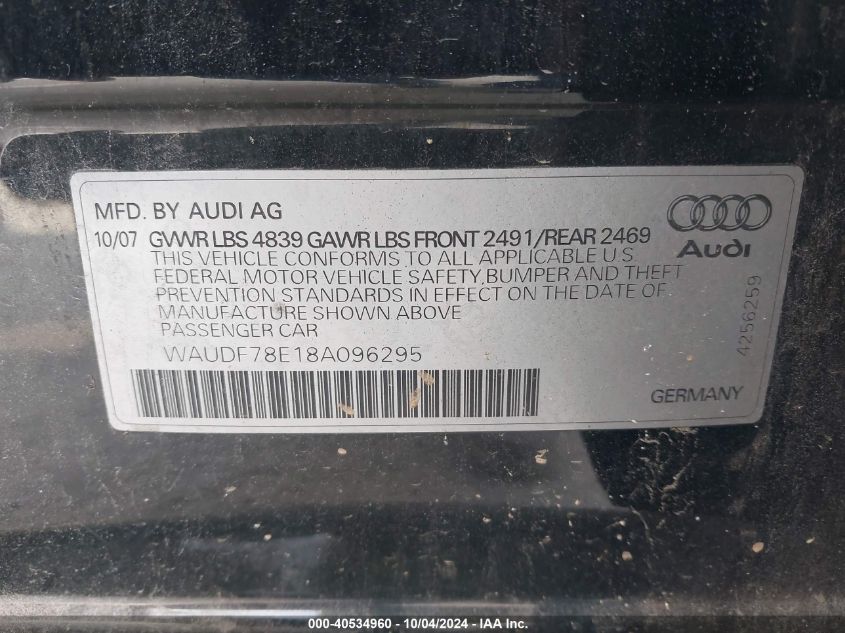 MFD. BY AUDI AG
10/07 GVWR LBS 4839 GAWR LBS FRONT 2491/REAR 2469
THIS VEHICLE CONFORMS TO ALL APPLICABLE U.S
FEDERAL MOTOR VEHICLE SAFETY, BUMPER AND THEFT
PREVENTION STANDARDS IN EFFECT ON THE DATE OF
MANUFACTURE SHOWN ABOVE
PASSENGER CAR
WAUDF78E18A096295
Audi
4256259
GERMANY
000-40534960 - 10/04/2024 - IAA Inc.